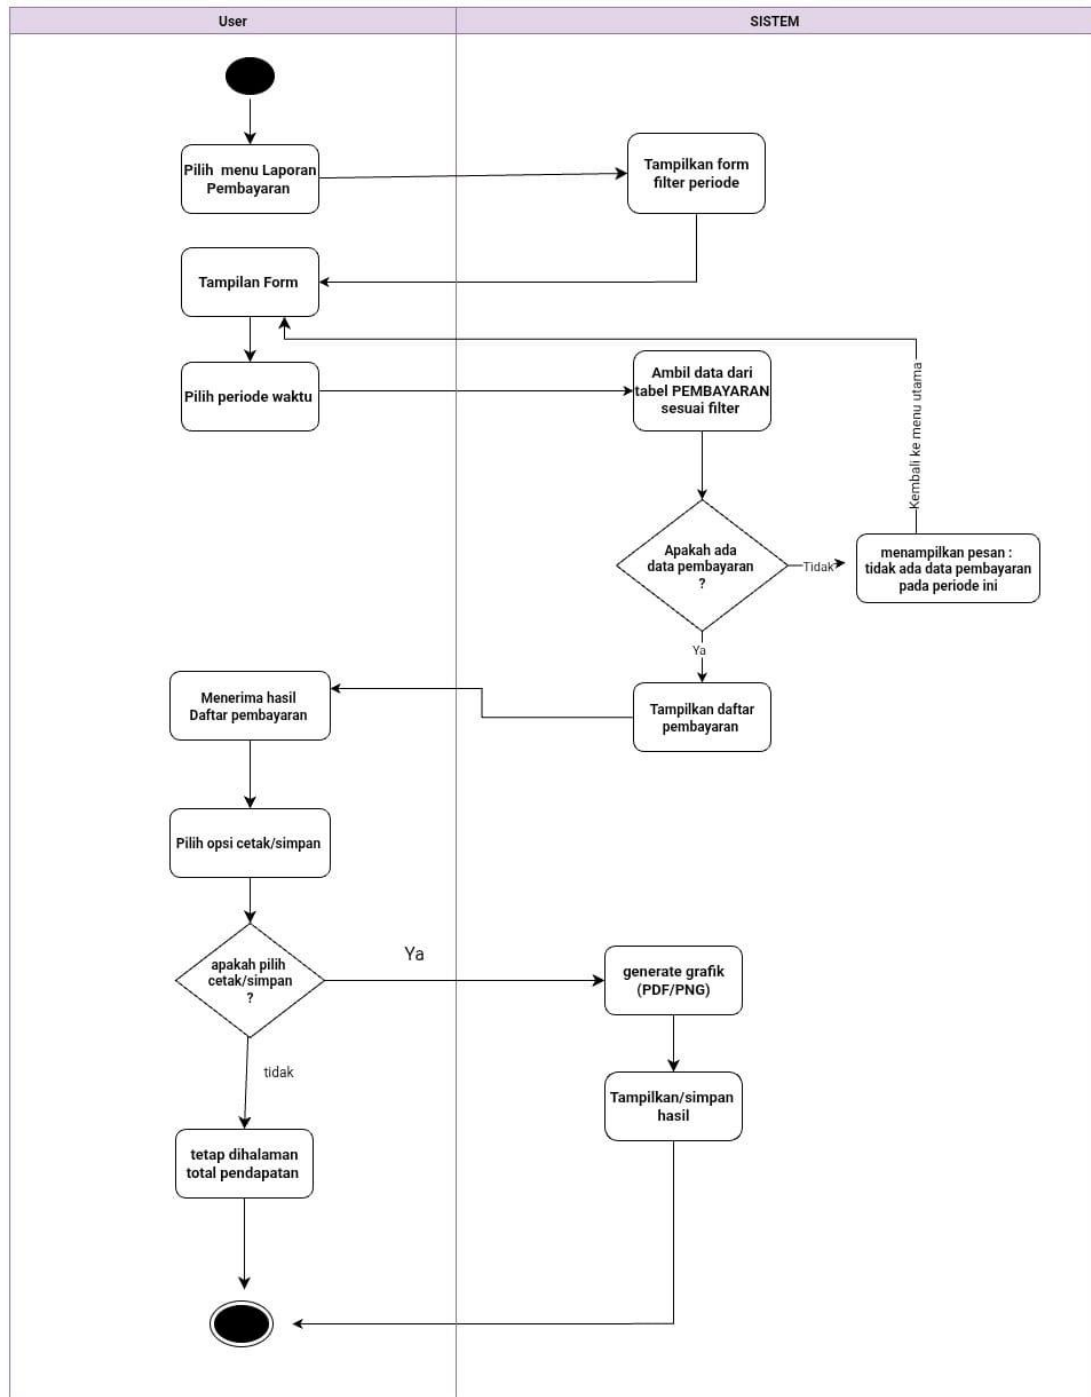 User
SISTEM
Pilih menu Laporan
Pembayaran
Tampilkan form
filter periode
Tampilan Form
Pilih periode waktu
Ambil data dari
tabel PEMBAYARAN
sesuai filter
Kembali ke menu utama
Apakah ada
data pembayaran
?
Tidak
menampilkan pesan :
tidak ada data pembayaran
pada periode ini
Ya
Tampilkan daftar
pembayaran
Menerima hasil
Daftar pembayaran
Pilih opsi cetak/simpan
apakah pilih
cetak/simpan
?
Ya
generate grafik
(PDF/PNG)
tidak
Tampilkan/simpan
hasil
tetap dihalaman
total pendapatan